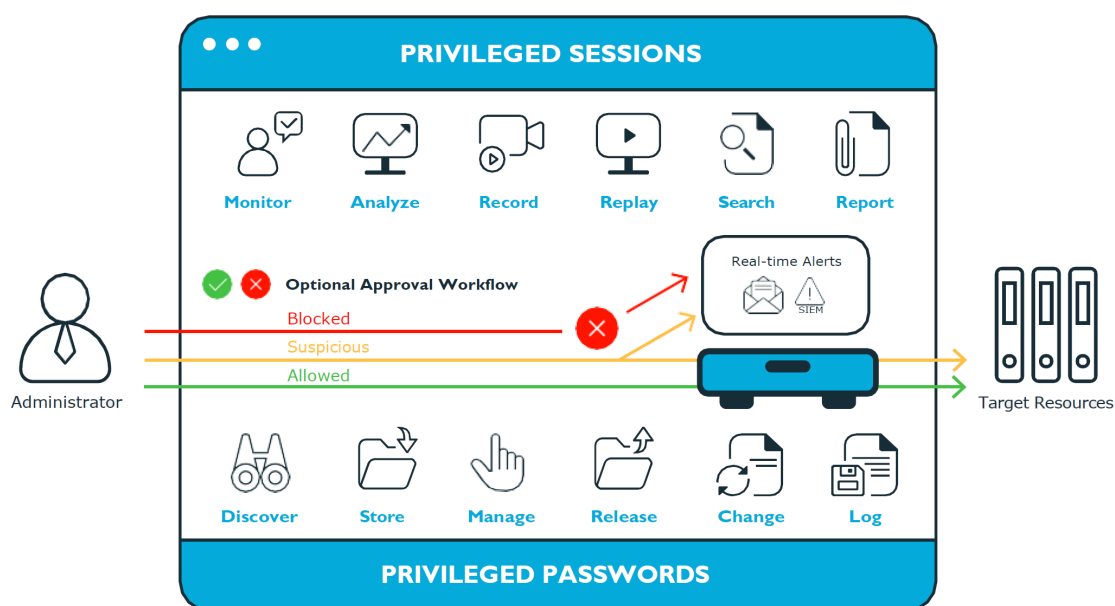 PRIVILEGED SESSIONS
Monitor
Analyze
Record
Replay
Search
Report
Real-time Alerts
SIEM
Optional Approval Workflow
Blocked
Suspicious
Allowed
Administrator
Target Resources
Discover
Store
Manage
Release
Change
Log
PRIVILEGED PASSWORDS